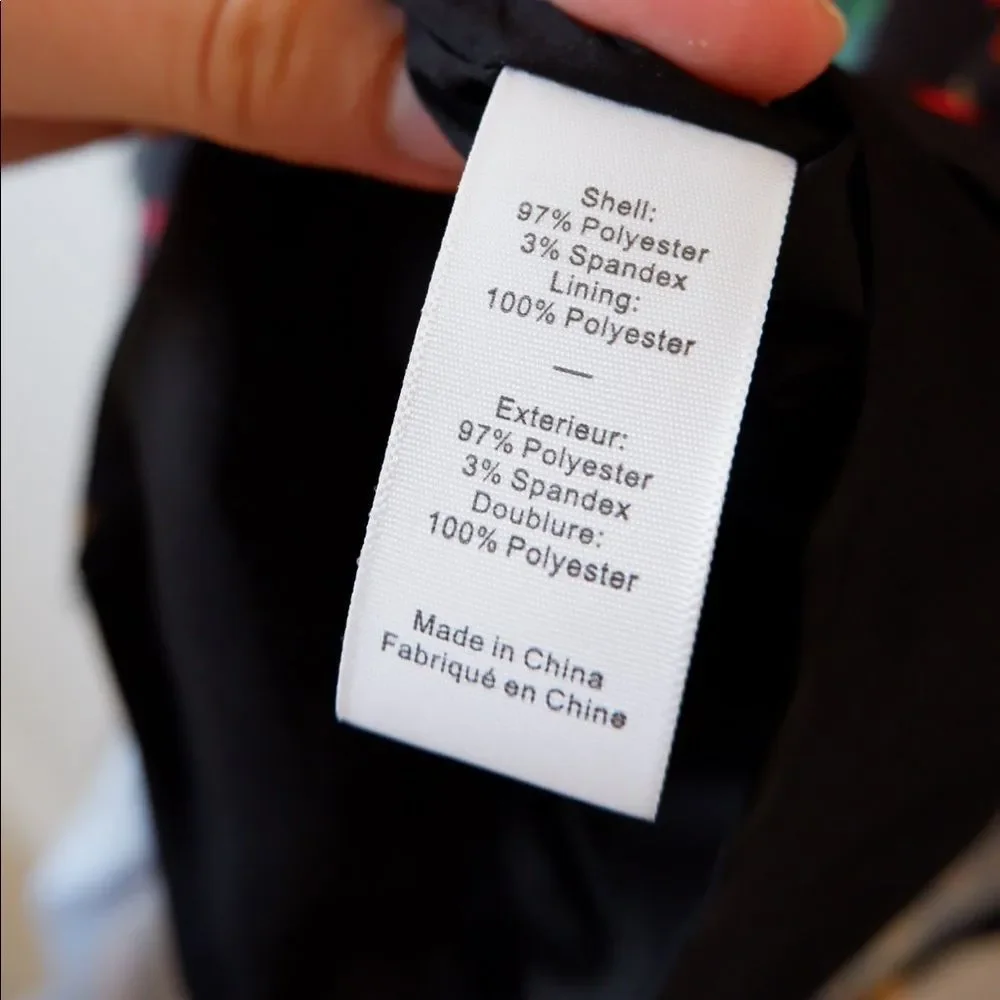 Shell:
97% Polyester
3% Spandex
Lining:
100% Polyester
—
Exterieur:
97% Polyester
3% Spandex
Doublure:
100% Polyester
Made in China
Fabriqué en Chine